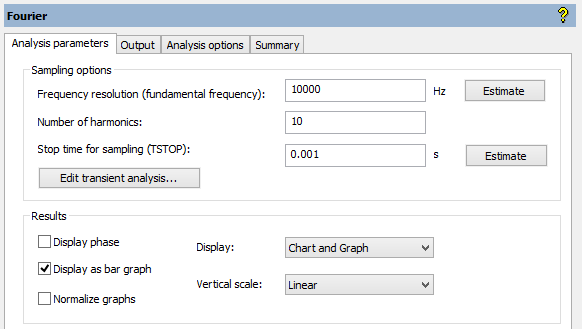 Fourier
?
Analysis parameters Output Analysis options Summary
Sampling options
Frequency resolution (fundamental frequency): 10000 Hz Estimate
Number of harmonics: 10
Stop time for sampling (TSTOP): 0.001 s Estimate
Edit transient analysis...
Results
Display phase
Display: Chart and Graph
Display as bar graph
Vertical scale: Linear
Normalize graphs